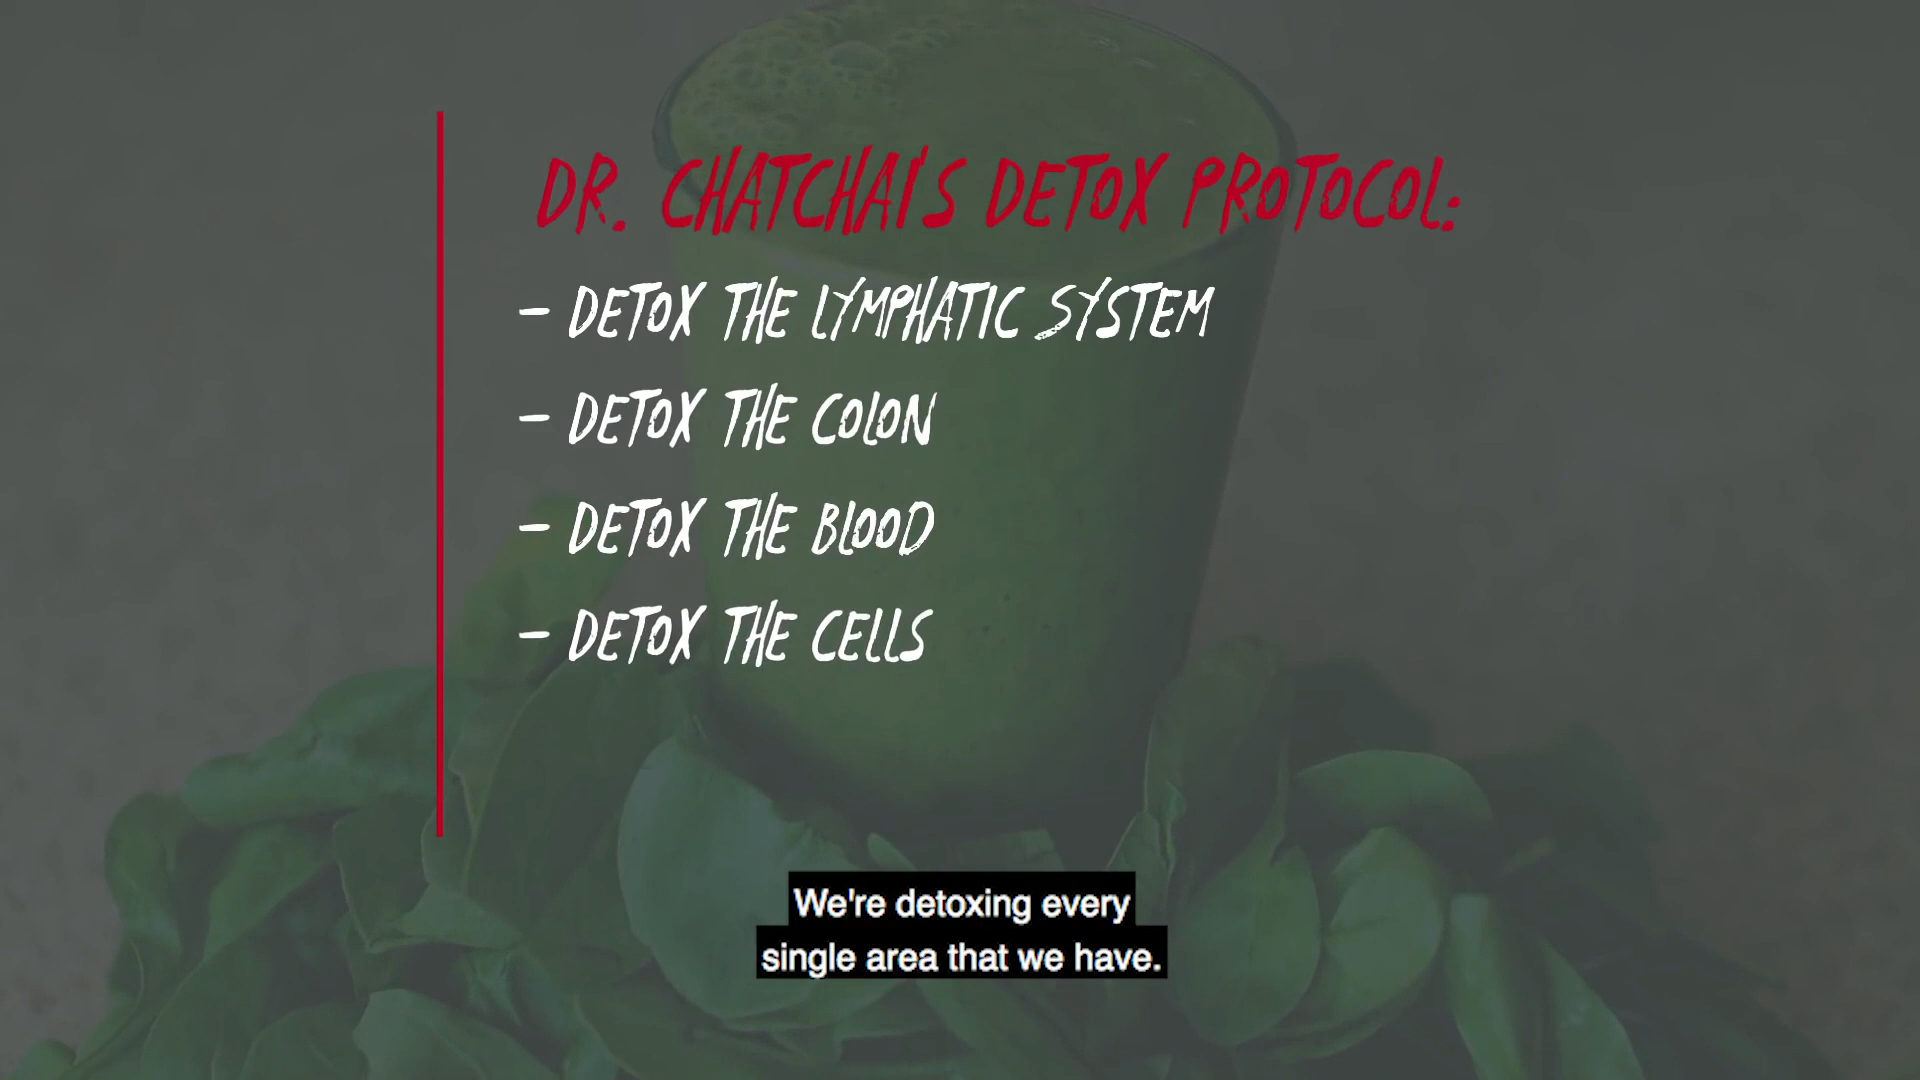 DR. CHATCHAI'S DETOX PROTOCOL:
- DETOX THE LYMPHATIC SYSTEM
- DETOX THE COLON
- DETOX THE BLOOD
- DETOX THE CELLS
We're detoxing every
single area that we have.